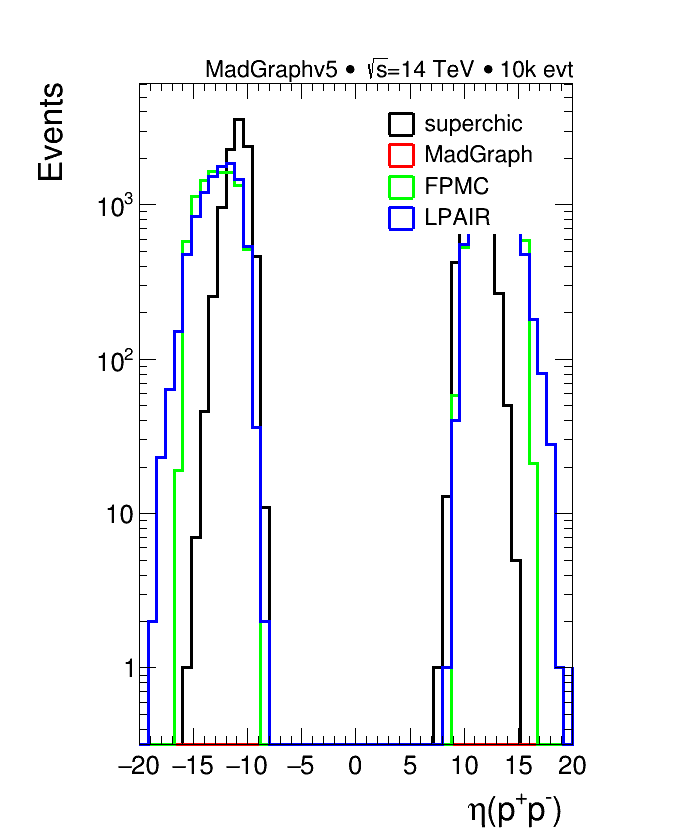 MadGraphv5 • √s=14 TeV • 10k evt
Events
superchic
MadGraph
FPMC
LPAIR
10³
10²
10
1
−20 −15 −10 −5 0 5 10 15 20
η(p⁺p⁻)